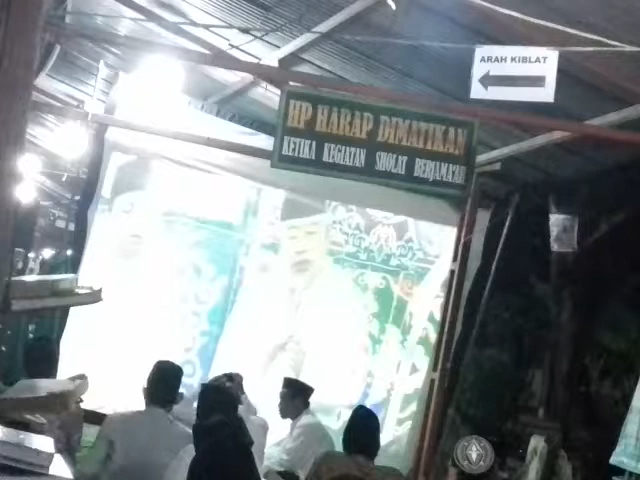 ARAH KIBLAT
HP HARAP DIMATIKAN
KETIKA KEGIATAN SHOLAT BERJAMA'AH